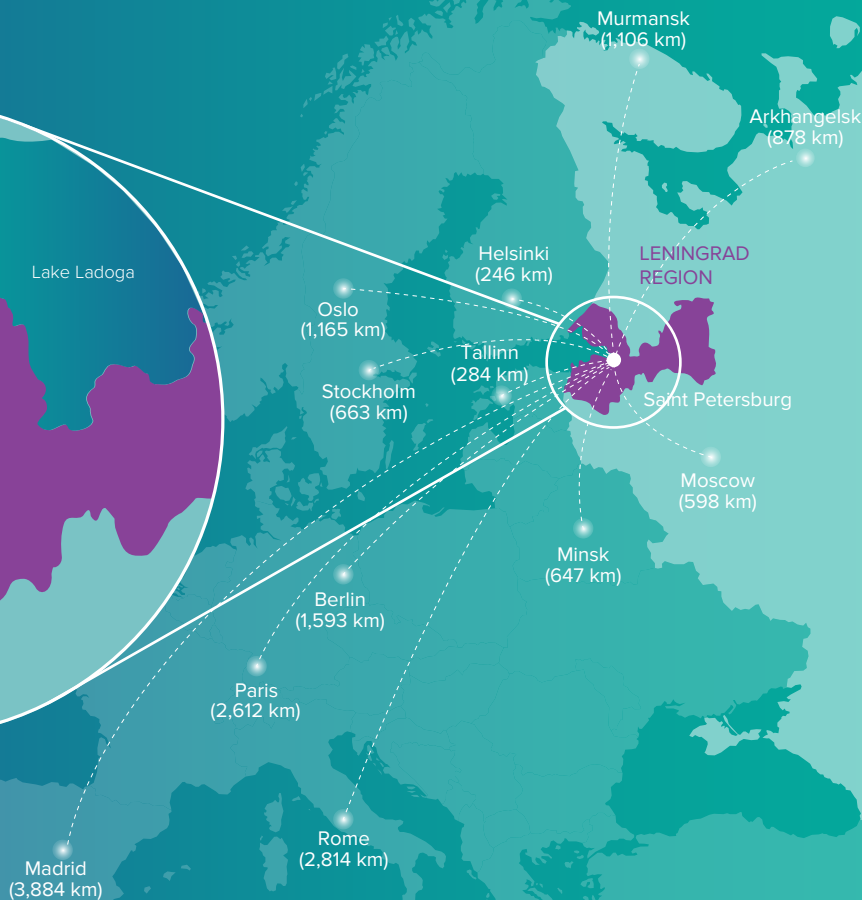 Murmansk
(1,106 km)
Arkhangelsk
(878 km)
Helsinki
(246 km)
LENINGRAD
REGION
Lake Ladoga
Oslo
(1,165 km)
Tallinn
(284 km)
Stockholm
(663 km)
Saint Petersburg
Moscow
(598 km)
Minsk
(647 km)
Berlin
(1,593 km)
Paris
(2,612 km)
Rome
(2,814 km)
Madrid
(3,884 km)